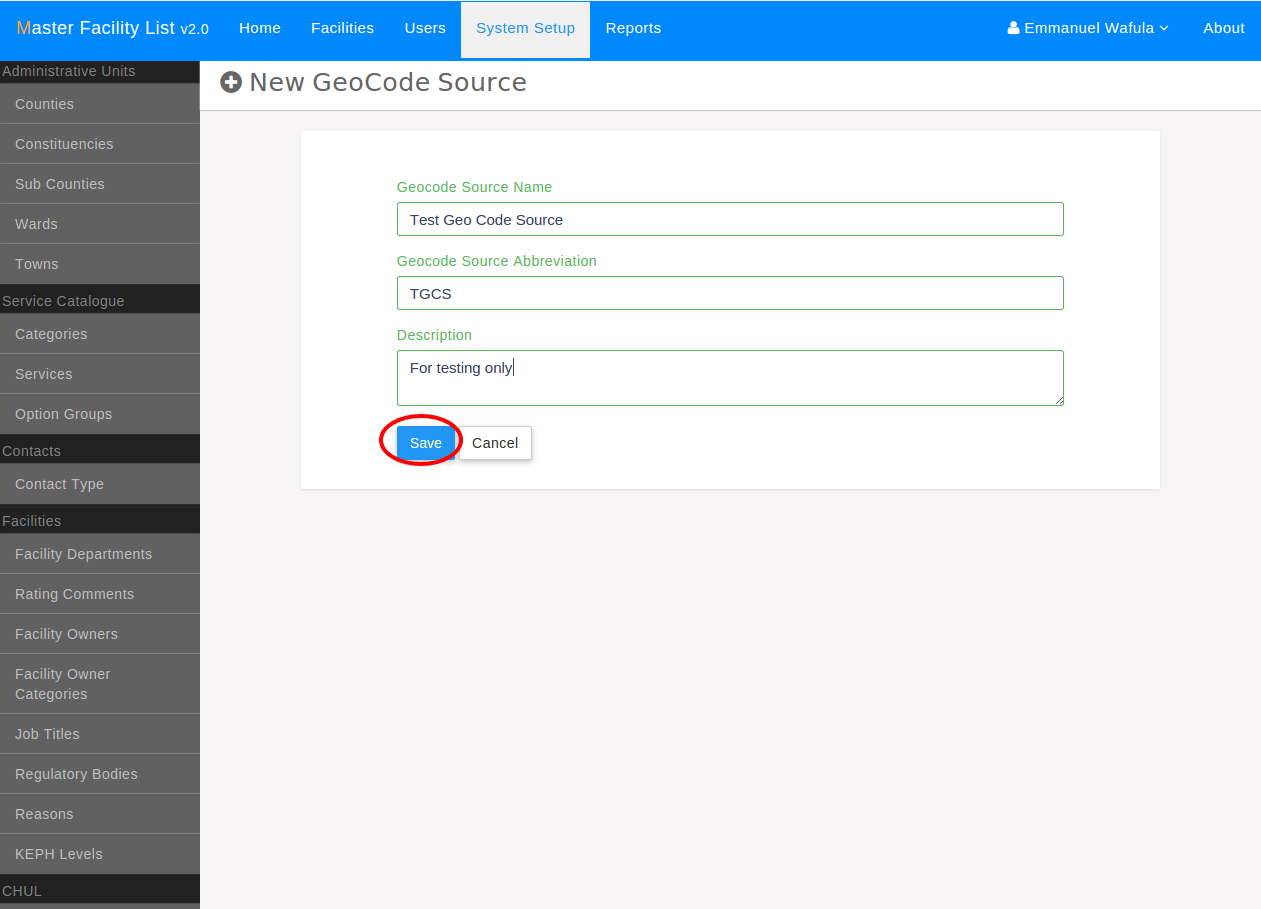 Master Facility List v2.0 Home Facilities Users System Setup Reports Emmanuel Wafula About
Administrative Units
Counties
Constituencies
Sub Counties
Wards
Towns
Service Catalogue
Categories
Services
Option Groups
Contacts
Contact Type
Facilities
Facility Departments
Rating Comments
Facility Owners
Facility Owner
Categories
Job Titles
Regulatory Bodies
Reasons
KEPH Levels
CHUL
New GeoCode Source
Geocode Source Name
Test Geo Code Source
Geocode Source Abbreviation
TGCS
Description
For testing only
Save Cancel